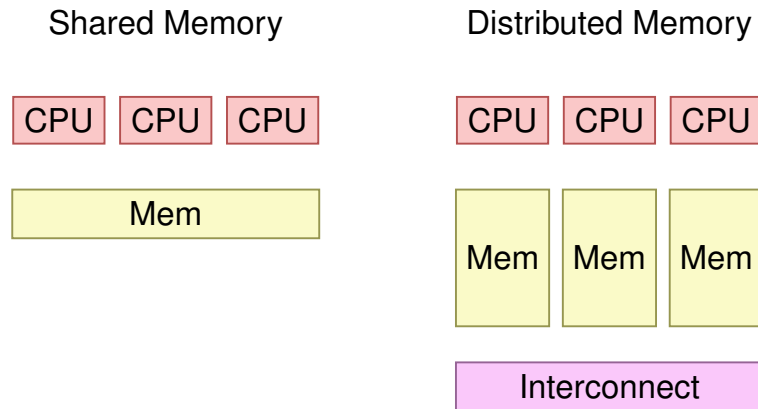 Shared Memory
CPU CPU CPU
Mem
Distributed Memory
CPU CPU CPU
Mem Mem Mem
Interconnect